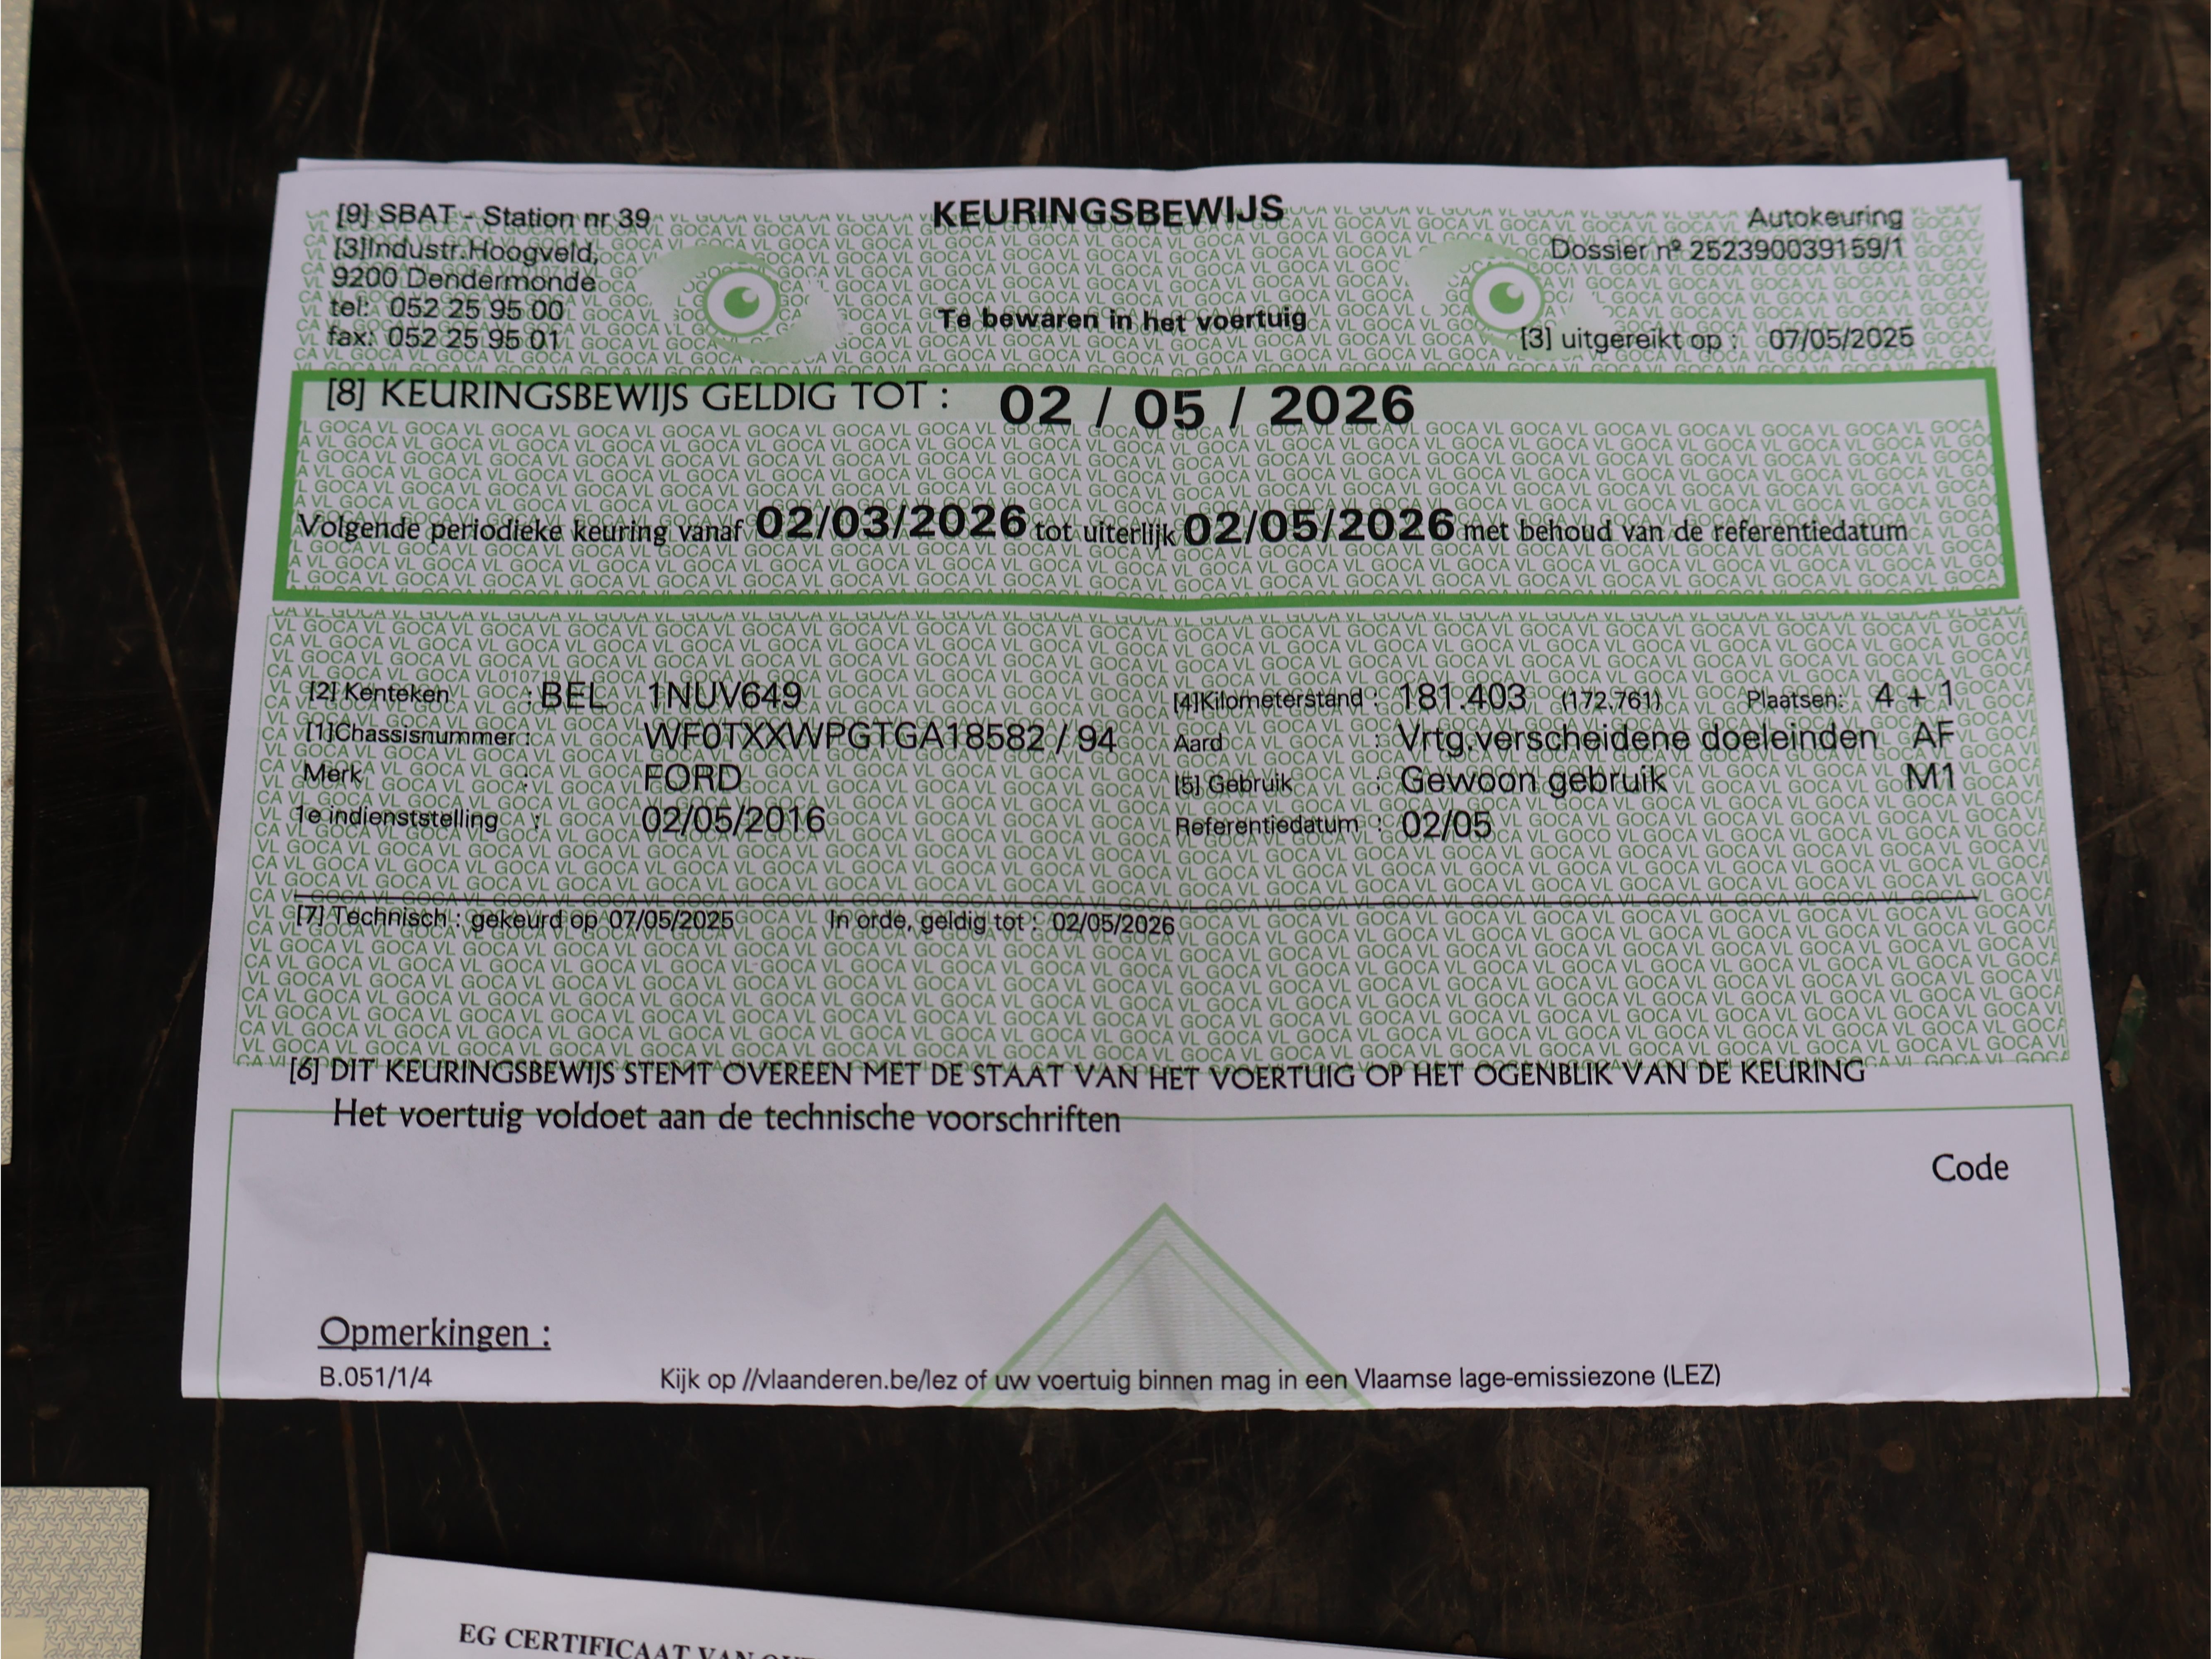 [9] SBAT - Station nr 39
KEURINGSBEWIJS
Autokeuring
[3]Industr.Hoogveld,
Dossier nº 252390039159/1
9200 Dendermonde
tel: 052 25 95 00
Te bewaren in het voertuig
fax: 052 25 95 01
[3] uitgereikt op : 07/05/2025
[8] KEURINGSBEWIJS GELDIG TOT : 02 / 05 / 2026
Volgende periodieke keuring vanaf 02/03/2026 tot uiterlijk 02/05/2026 met behoud van de referentiedatum
[2] Kenteken : BEL 1NUV649
[4]Kilometerstand : 181.403 (172.761) Plaatsen: 4 + 1
[1]Chassisnummer : WF0TXXWPGTGA18582 / 94
Aard : Vrtg.verscheidene doeleinden AF
Merk : FORD
[5] Gebruik : Gewoon gebruik M1
1e indienststelling : 02/05/2016
Referentiedatum : 02/05
[7] Technisch : gekeurd op 07/05/2025 In orde, geldig tot : 02/05/2026
[6] DIT KEURINGSBEWIJS STEMT OVEREEN MET DE STAAT VAN HET VOERTUIG OP HET OGENBLIK VAN DE KEURING
Het voertuig voldoet aan de technische voorschriften
Code
Opmerkingen :
B.051/1/4 Kijk op //vlaanderen.be/lez of uw voertuig binnen mag in een Vlaamse lage-emissiezone (LEZ)
EG CERTIFICAAT VAN